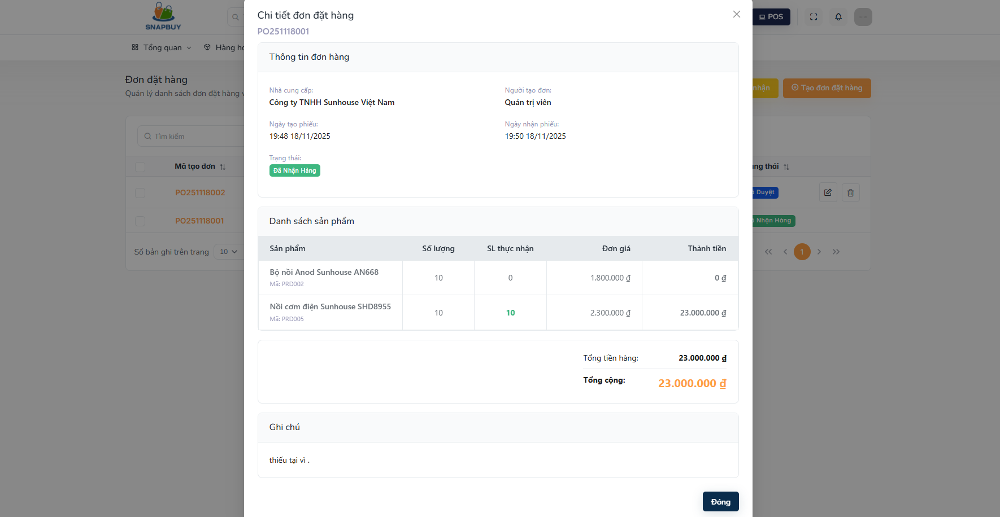 SNAPBUY
POS
Tổng quan
Hàng ho
Đơn đặt hàng
Quản lý danh sách đơn đặt hàng
nhận
Tạo đơn đặt hàng
Tìm kiếm
Mã tạo đơn
ng thái
PO251118002
Duyệt
PO251118001
Nhận Hàng
Số bản ghi trên trang 10
1
Chi tiết đơn đặt hàng
PO251118001
Thông tin đơn hàng
Nhà cung cấp:
Công ty TNHH Sunhouse Việt Nam
Người tạo đơn:
Quản trị viên
Ngày tạo phiếu:
19:48 18/11/2025
Ngày nhận phiếu:
19:50 18/11/2025
Trạng thái:
Đã Nhận Hàng
Danh sách sản phẩm
Sản phẩm Số lượng SL thực nhận Đơn giá Thành tiền
Bộ nồi Anod Sunhouse AN668
Mã: PRD002
10 0 1.800.000 ₫ 0 ₫
Nồi cơm điện Sunhouse SHD8955
Mã: PRD005
10 10 2.300.000 ₫ 23.000.000 ₫
Tổng tiền hàng: 23.000.000 ₫
Tổng cộng: 23.000.000 ₫
Ghi chú
thiếu tại vì .
Đóng